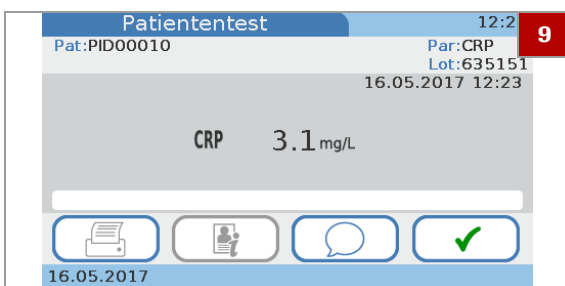 Patiententest 12:2
9
Pat:PID00010 Par:CRP
Lot:635151
16.05.2017 12:23
CRP 3.1 mg/L
16.05.2017